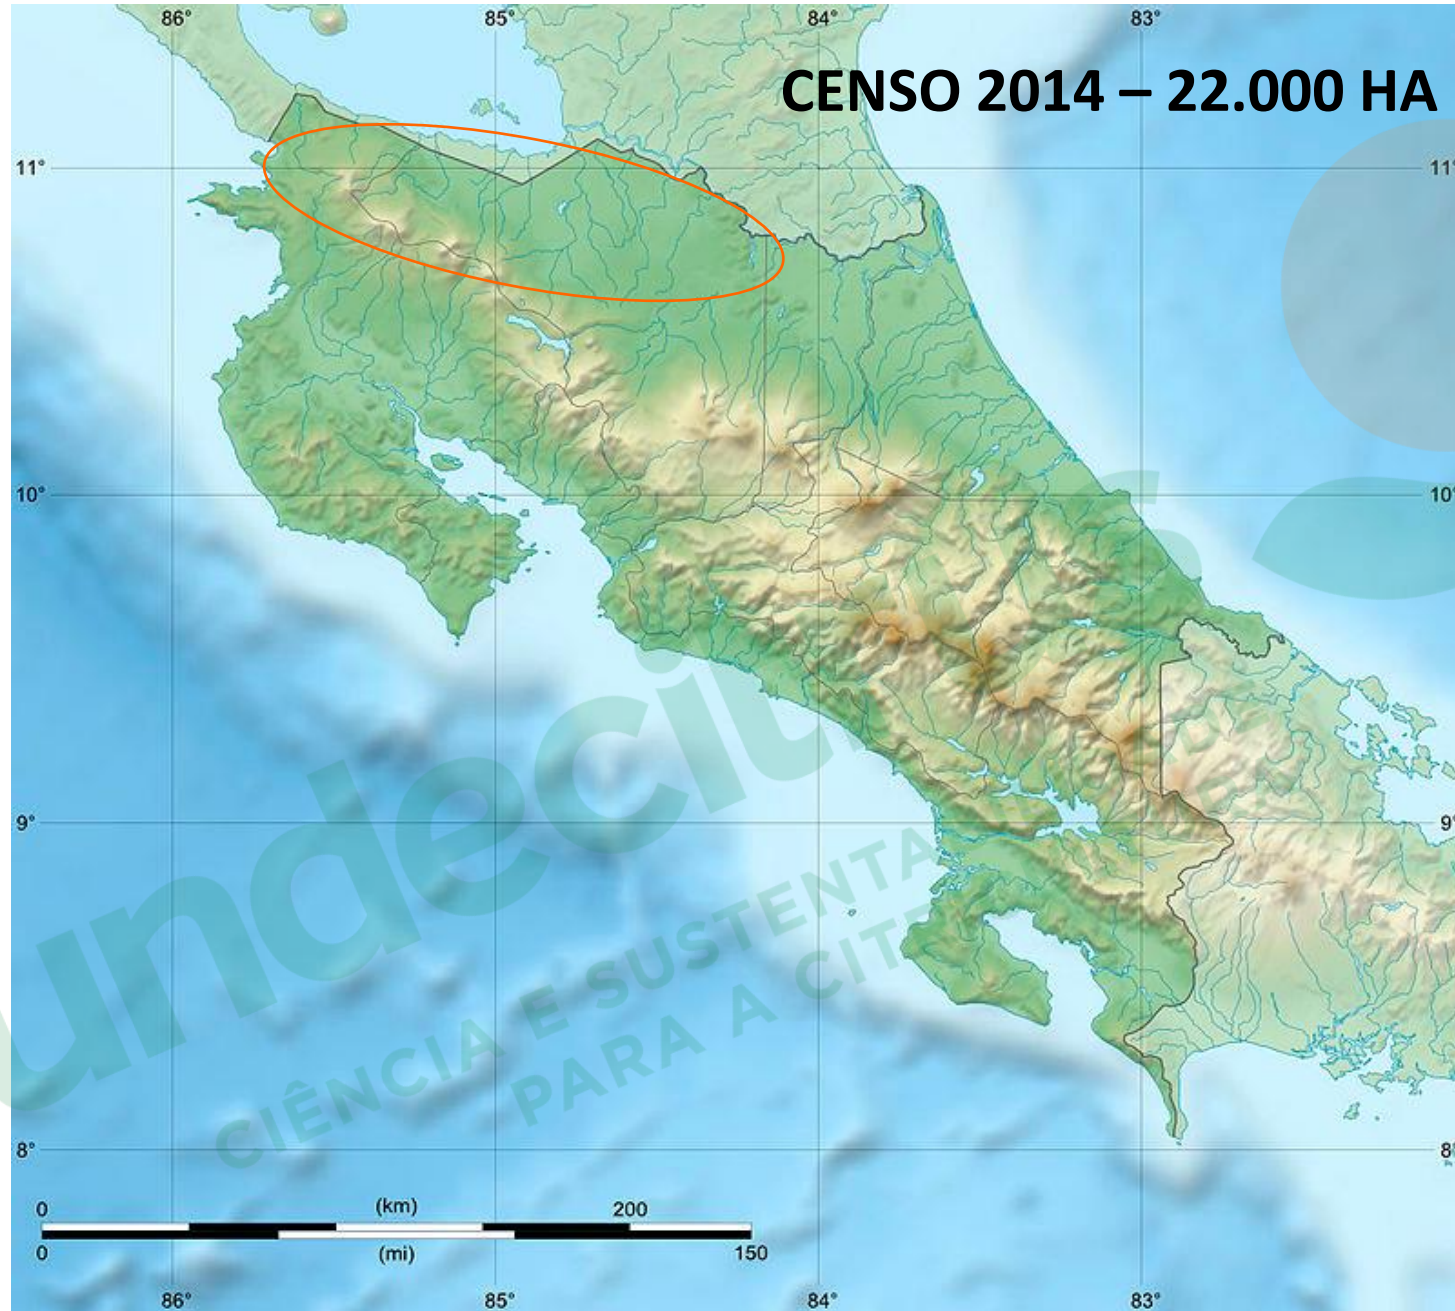 86° 85° 84° 83°
CENSO 2014 – 22.000 HA
11° 11°
10° 10°
9° 9°
undecitrus
CIÊNCIA E SUSTENTA
PARA A CIT
8° 8
0 (km) 200
0 (mi) 150
86° 85° 84° 83°